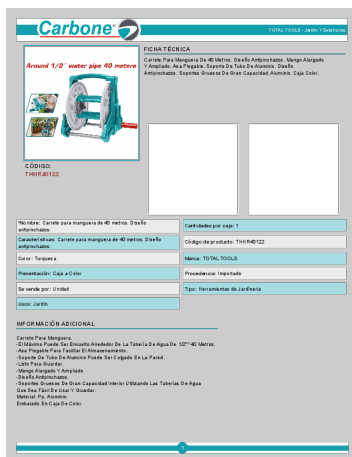 Carbone
TOTAL TOOLS - Jardín Y Exteriores
FICHA TÉCNICA
Around 1/2" water pipe 40 meters
Carrete Para Manguera De 40 Metros. Diseño Antipinchazos. Mango Alargado
Y Ampliado. Asa Plegable. Soporte De Tubo De Aluminio. Diseño
Antipinchazos. Soportes Gruesos De Gran Capacidad. Aluminio. Caja Color.
CÓDIGO:
THHR40122
*Nombre: Carrete para manguera de 40 metros. Diseño
antipinchazos.
Cantidades por caja: 1
Características: Carrete para manguera de 40 metros. Diseño
antipinchazos.
Código de producto: THHR40122
Color: Turquesa
Marca: TOTAL TOOLS
Presentación: Caja a Color
Procedencia: Importado
Se vende por: Unidad
Tipo: Herramientas de Jardinería
Usos: Jardín
INFORMACIÓN ADICIONAL
Carrete Para Manguera:
-El Máximo Puede Ser Envuelto Alrededor De La Tubería De Agua De 1/2""40 Metros.
-Asa Plegable Para Facilitar El Almacenamiento.
-Soporte De Tubo De Aluminio Puede Ser Colgado En La Pared.
-Listo Para Guardar.
-Mango Alargado Y Ampliado
-Diseño Antipinchazos.
-Soportes Gruesos De Gran Capacidad Interior Utilizando Las Tuberías De Agua
Que Sea Fácil De Usar Y Guardar.
Material: Pp, Aluminio.
Embalado En Caja De Color.